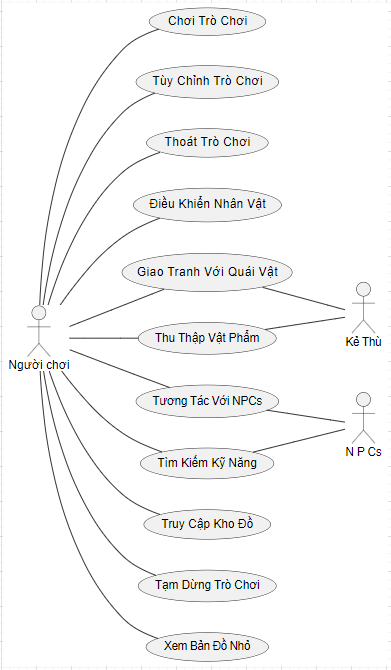 Chơi Trò Chơi
Tùy Chỉnh Trò Chơi
Thoát Trò Chơi
Điều Khiển Nhân Vật
Giao Tranh Với Quái Vật
Thu Thập Vật Phẩm
Kẻ Thù
Người chơi
Tương Tác Với NPCs
N P Cs
Tìm Kiếm Kỹ Năng
Truy Cập Kho Đồ
Tạm Dừng Trò Chơi
Xem Bản Đồ Nhỏ